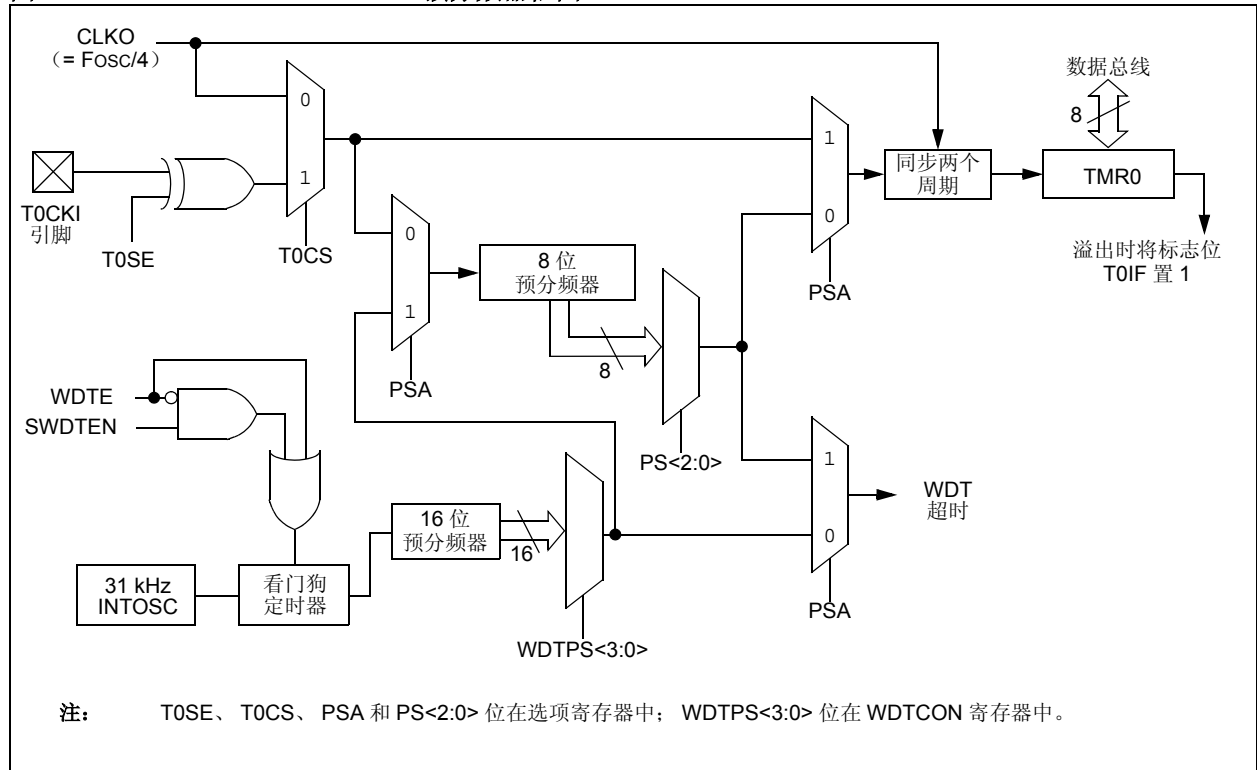 CLKO
（= FOSC/4）
T0CKI
引脚
T0SE
0
1
T0CS
0
1
PSA
8 位
预分频器
8
PS<2:0>
1
0
PSA
同步两个
周期
数据总线
8
TMR0
溢出时将标志位
T0IF 置 1
WDTE
SWDTEN
31 kHz
INTOSC
看门狗
定时器
16 位
预分频器
16
WDTPS<3:0>
1
0
PSA
WDT
超时
注： T0SE、 T0CS、 PSA 和 PS<2:0> 位在选项寄存器中； WDTPS<3:0> 位在 WDTCON 寄存器中。